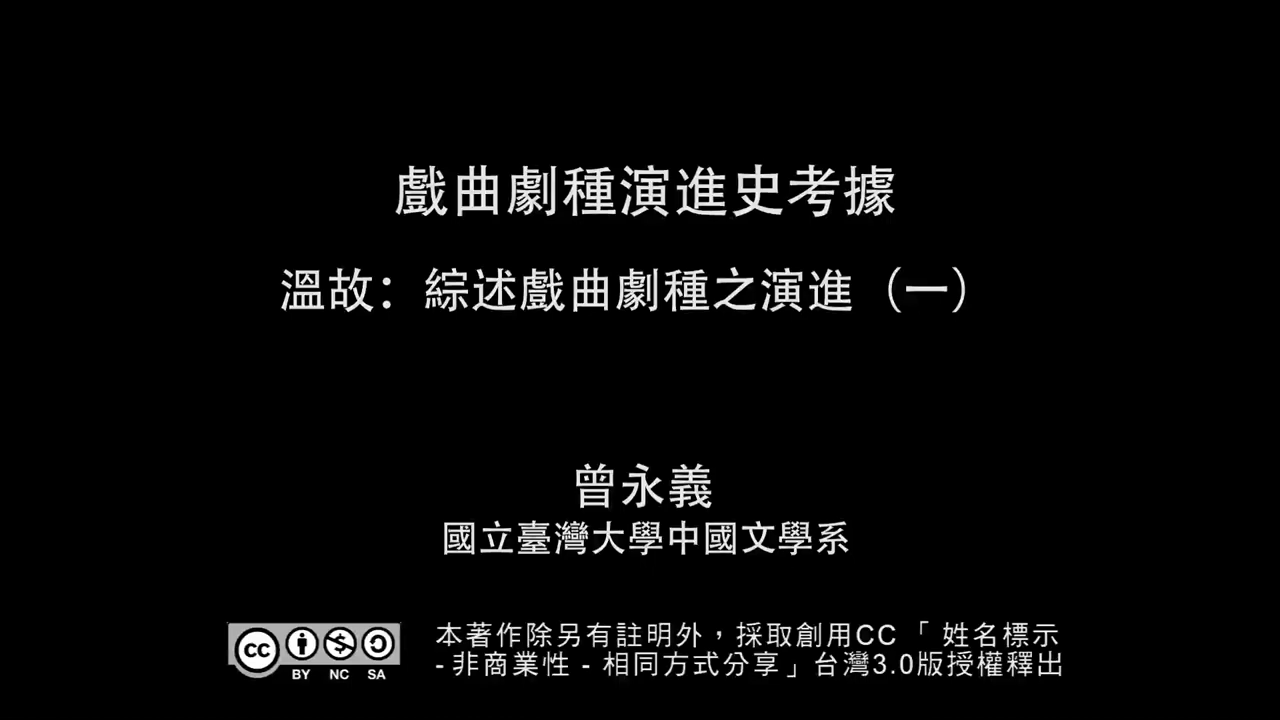 戲曲劇種演進史考據
溫故：綜述戲曲劇種之演進（一）
曾永義
國立臺灣大學中國文學系
cc
BY NC SA
本著作除另有註明外，採取創用CC「 姓名標示
- 非商業性 - 相同方式分享」台灣3.0版授權釋出